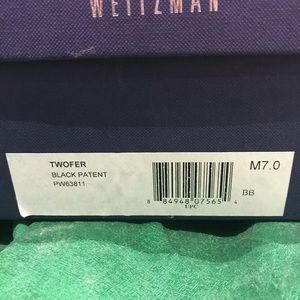 WEITZMAN
TWOFER
BLACK PATENT
PW63811
M7.0
BB
8 84948 07565 4
UPC